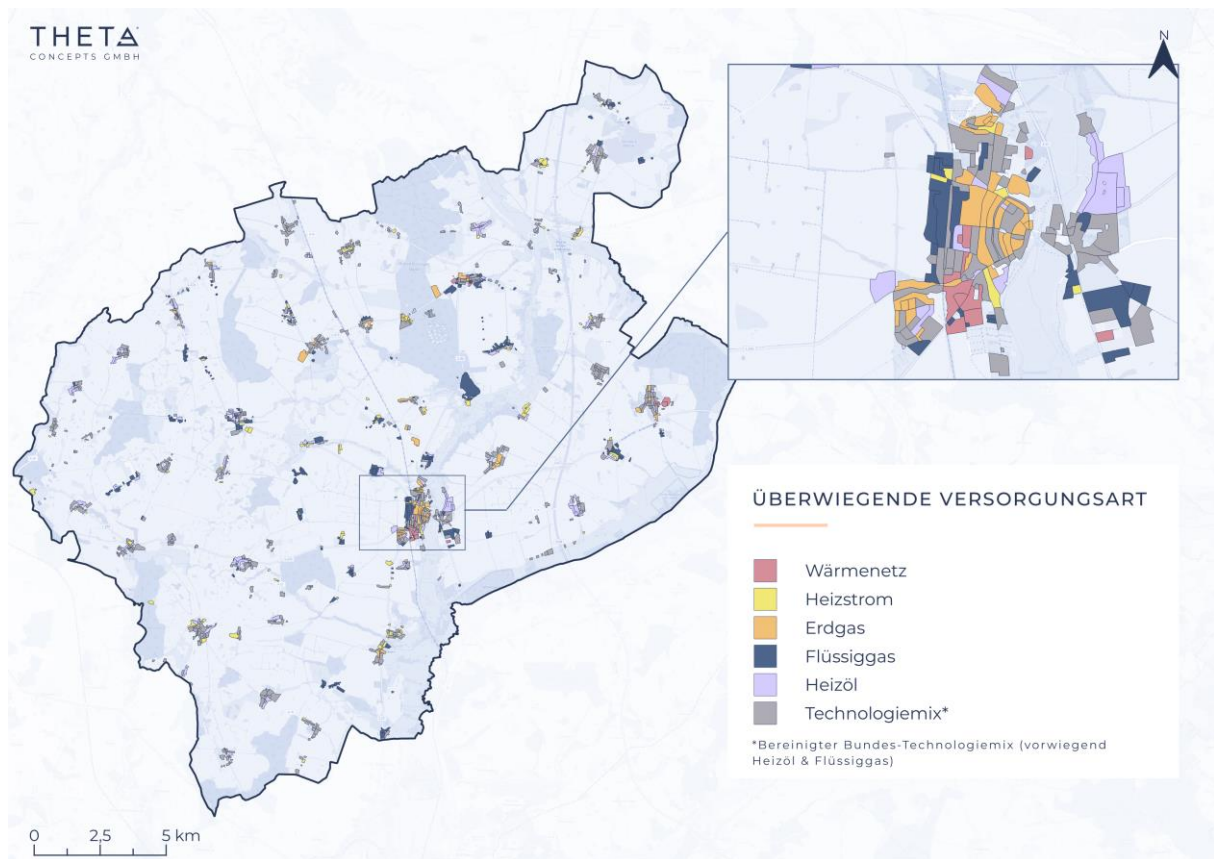 THETA
CONCEPTS GMBH
N
ÜBERWIEGENDE VERSORGUNGSART
Wärmenetz
Heizstrom
Erdgas
Flüssiggas
Heizöl
Technologiemix*
*Bereinigter Bundes-Technologiemix (vorwiegend
Heizöl & Flüssiggas)
0 2,5 5 km